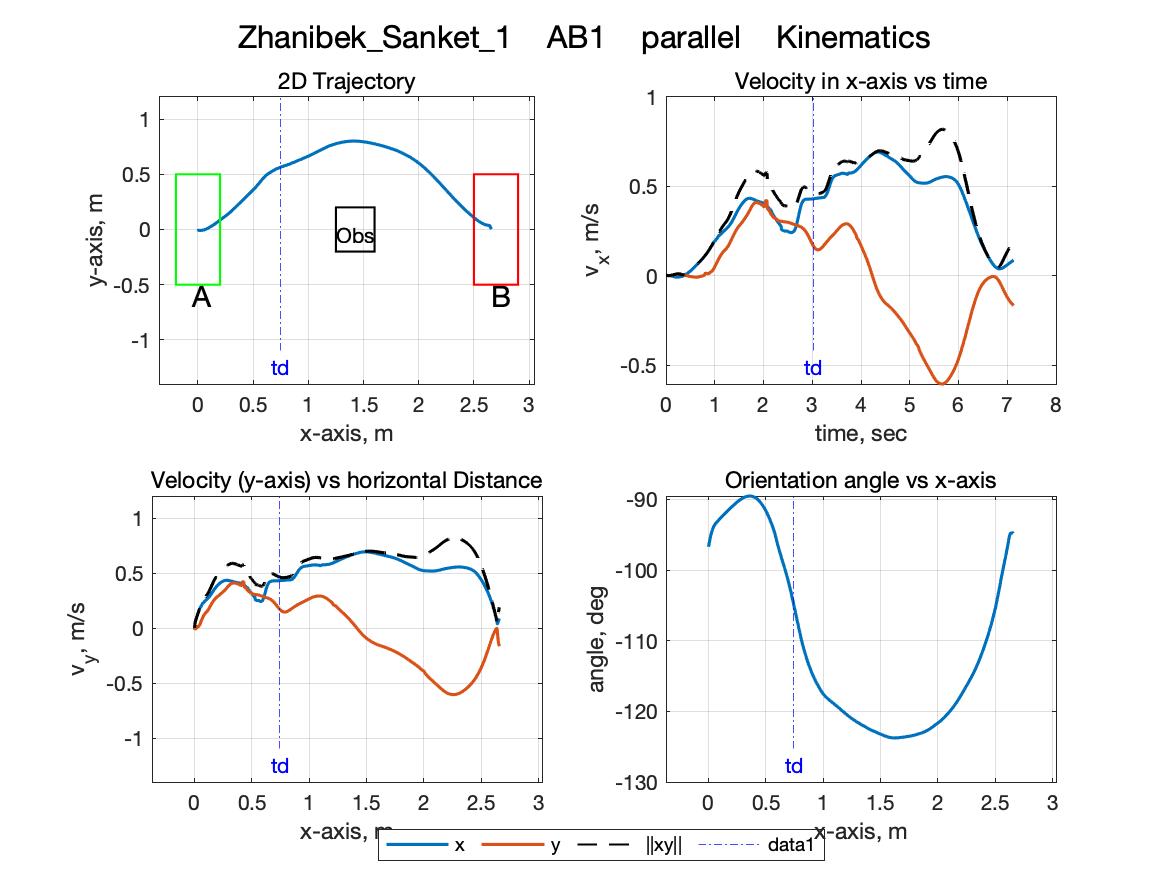 Zhanibek_Sanket_1 AB1 parallel Kinematics
2D Trajectory
1
0.5
0
-0.5
-1
y-axis, m
A
Obs
B
td
0 0.5 1 1.5 2 2.5 3
x-axis, m
Velocity in x-axis vs time
1
0.5
0
-0.5
v_x, m/s
td
0 1 2 3 4 5 6 7 8
time, sec
Velocity (y-axis) vs horizontal Distance
1
0.5
0
-0.5
-1
v_y, m/s
td
0 0.5 1 1.5 2 2.5 3
x-axis, m
Orientation angle vs x-axis
-90
-100
-110
-120
-130
angle, deg
td
0 0.5 1 1.5 2 2.5 3
x-axis, m
x y ||xy|| data1